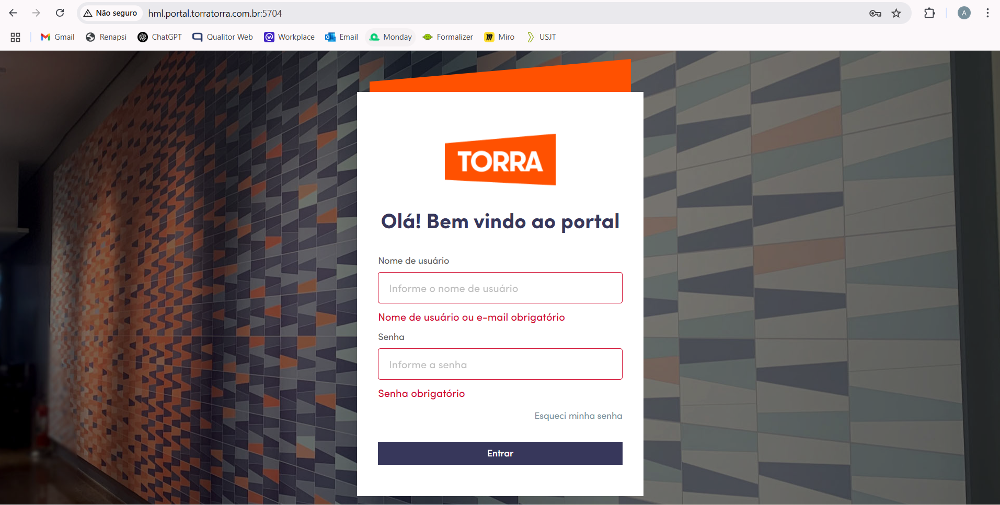 Não seguro
hml.portal.torratorra.com.br:5704
A
Gmail
Renapsi
ChatGPT
Qualitor Web
Workplace
Email
Monday
Formalizer
Miro
USJT
TORRA
Olá! Bem vindo ao portal
Nome de usuário
Informe o nome de usuário
Nome de usuário ou e-mail obrigatório
Senha
Informe a senha
Senha obrigatório
Esqueci minha senha
Entrar